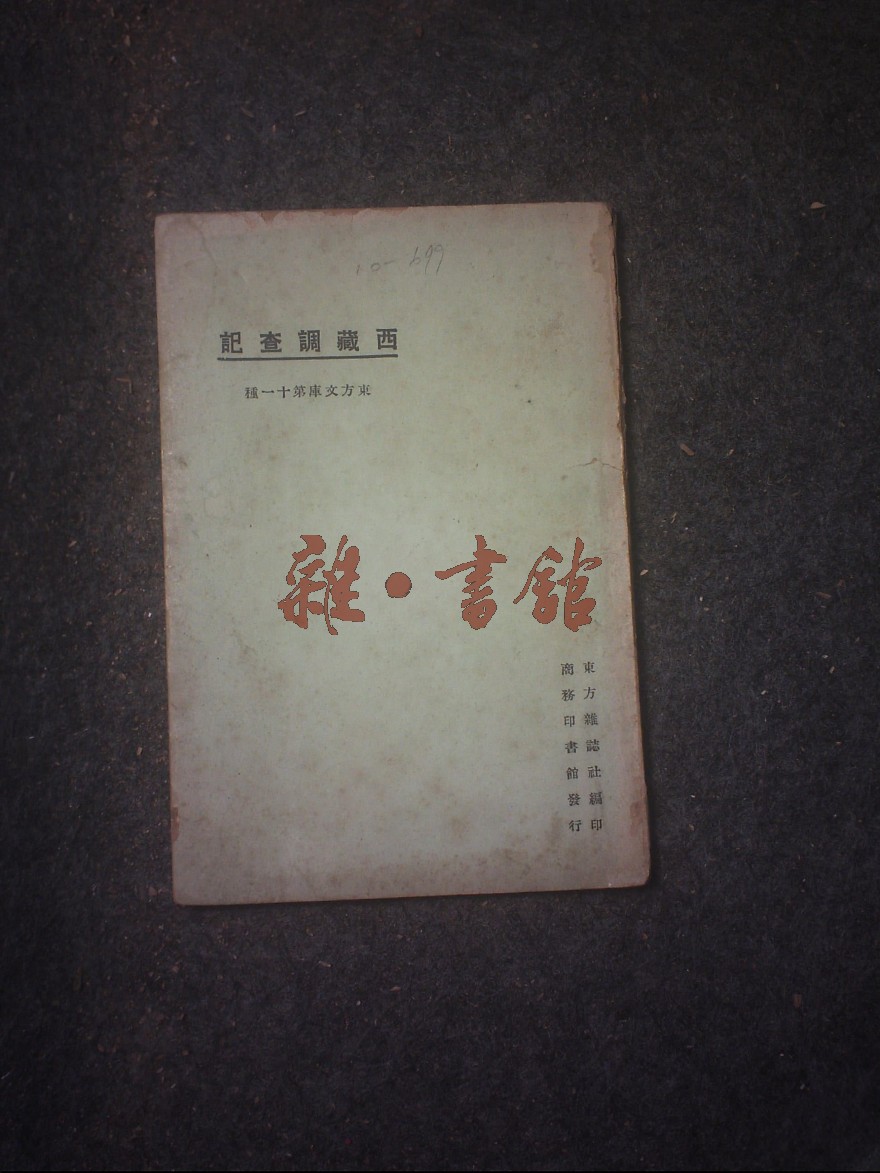 10-699
西藏調查記
東方文庫第十一種
雜·書館
東方雜誌社編印
商務印書館發行